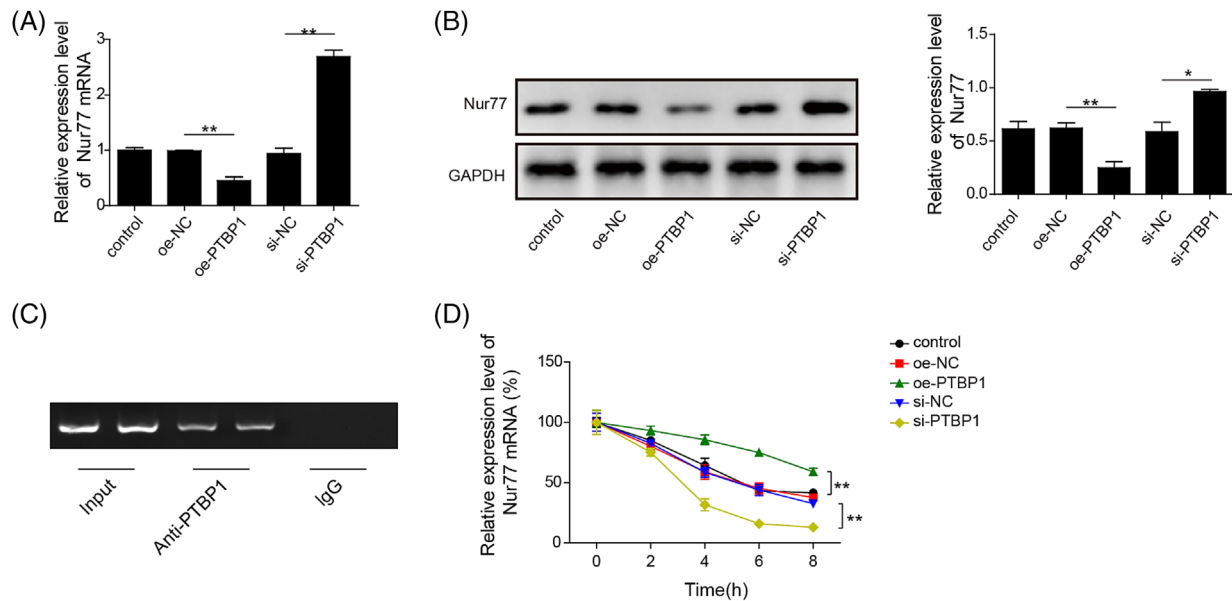 (A)
Relative expression level
of Nur77 mRNA
3
2
1
0
**
**
control
oe-NC
oe-PTBP1
si-NC
si-PTBP1
(B)
Nur77
GAPDH
control
oe-NC
oe-PTBP1
si-NC
si-PTBP1
Relative expression level
of Nur77
1.5
1.0
0.5
0.0
**
*
control
oe-NC
oe-PTBP1
si-NC
si-PTBP1
(C)
Input
Anti-PTBP1
IgG
(D)
Relative expression level of
Nur77 mRNA (%)
150
100
50
0
0 2 4 6 8
Time(h)
**
**
control
oe-NC
oe-PTBP1
si-NC
si-PTBP1